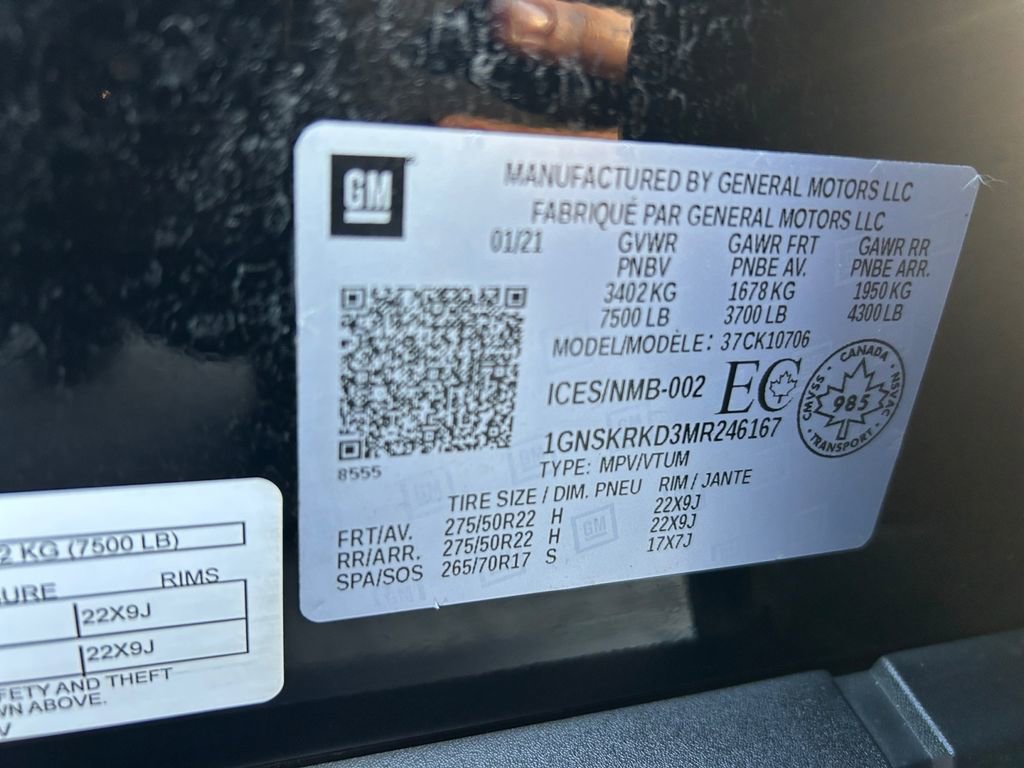 GM
MANUFACTURED BY GENERAL MOTORS LLC
FABRIQUÉ PAR GENERAL MOTORS LLC
01/21 GVWR GAWR FRT GAWR RR
PNBV PNBE AV. PNBE ARR.
3402 KG 1678 KG 1950 KG
7500 LB 3700 LB 4300 LB
MODEL/MODÈLE: 37CK10706
ICES/NMB-002 EC
CANADA
CMVSS 985 NSVAC
TRANSPORT
1GNSKRKD3MR246167
8555
TYPE: MPV/VTUM
TIRE SIZE / DIM. PNEU RIM / JANTE
FRT/AV. 275/50R22 H 22X9J
RR/ARR. 275/50R22 H 22X9J
SPA/SOS 265/70R17 S 17X7J
GM
2 KG (7500 LB)
URE RIMS
22X9J
22X9J
FETY AND THEFT
WN ABOVE.
V